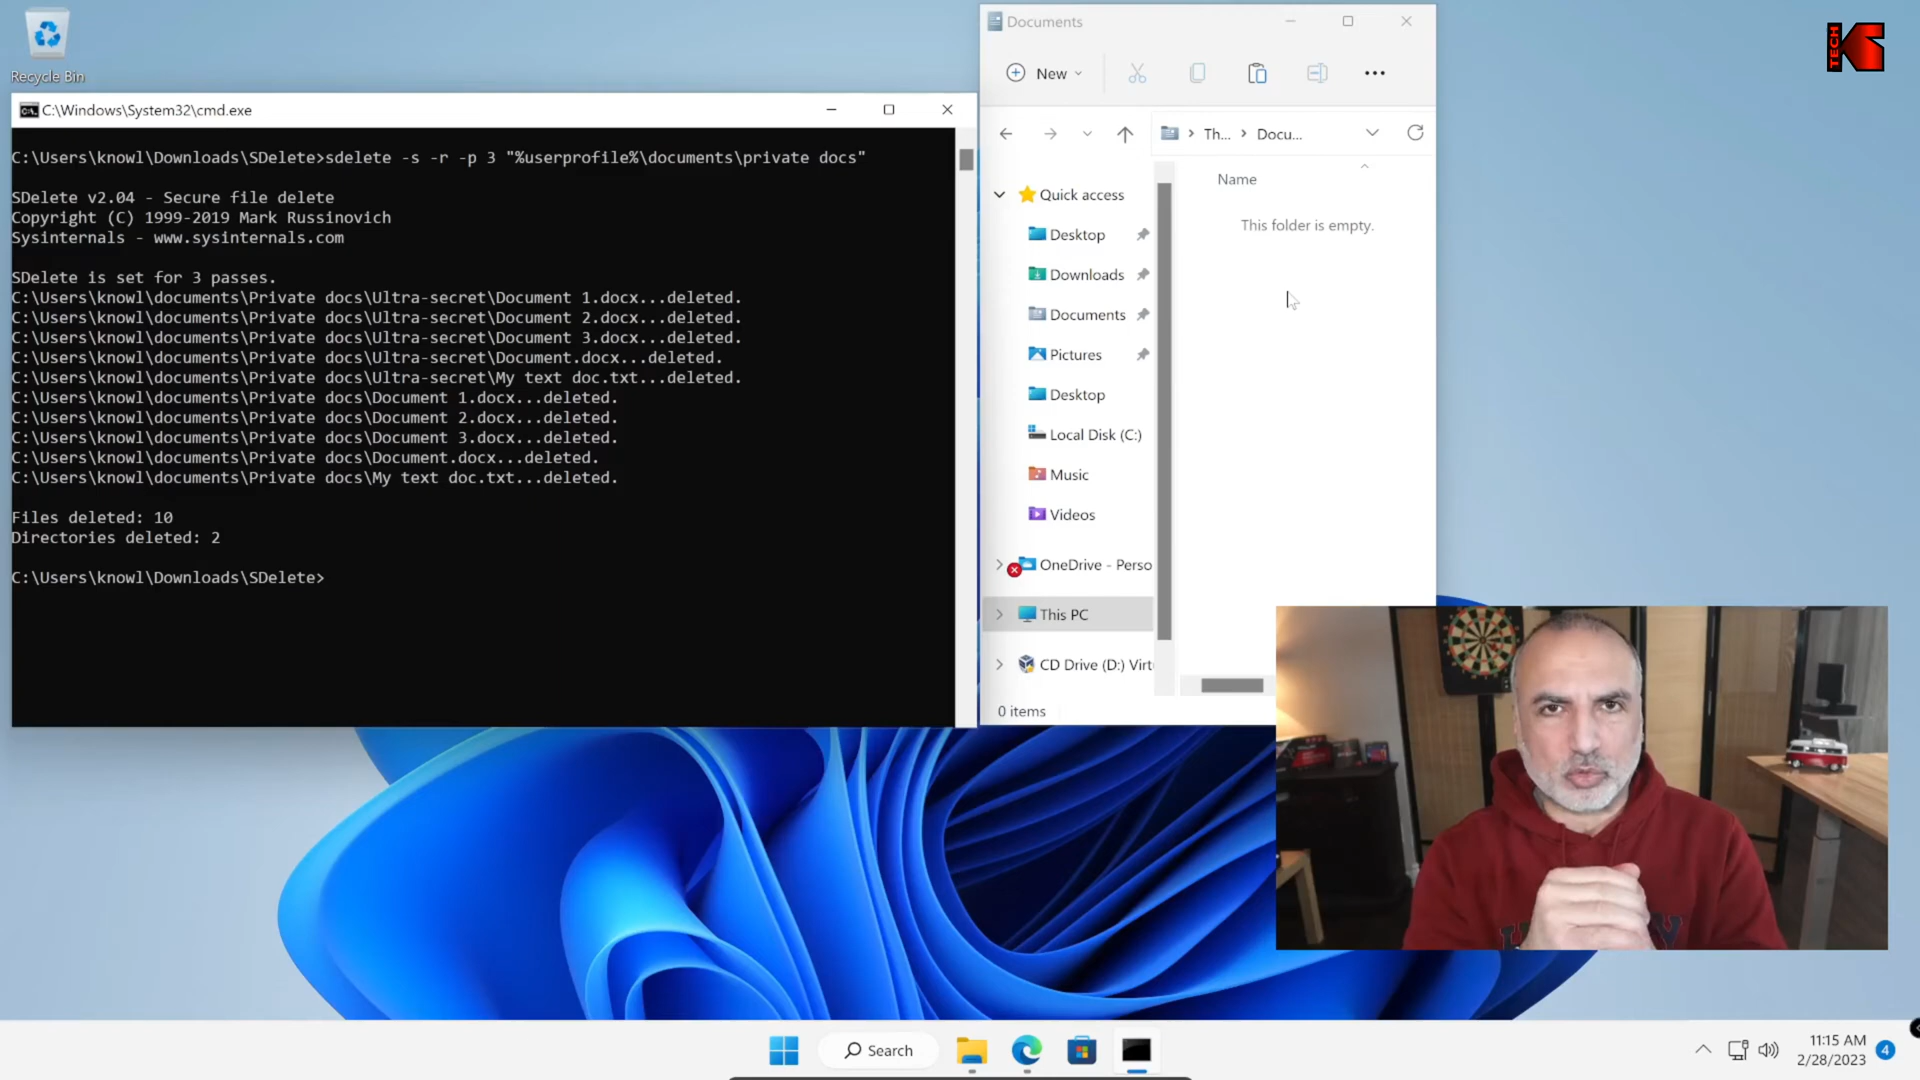 Recycle Bin
C:\Windows\System32\cmd.exe
C:\Users\knowl\Downloads\SDelete>sdelete -s -r -p 3 "%userprofile%\documents\private docs"
SDelete v2.04 - Secure file delete
Copyright (C) 1999-2019 Mark Russinovich
Sysinternals - www.sysinternals.com
SDelete is set for 3 passes.
C:\Users\knowl\documents\Private docs\Ultra-secret\Document 1.docx...deleted.
C:\Users\knowl\documents\Private docs\Ultra-secret\Document 2.docx...deleted.
C:\Users\knowl\documents\Private docs\Ultra-secret\Document 3.docx...deleted.
C:\Users\knowl\documents\Private docs\Ultra-secret\Document.docx...deleted.
C:\Users\knowl\documents\Private docs\Ultra-secret\My text doc.txt...deleted.
C:\Users\knowl\documents\Private docs\Document 1.docx...deleted.
C:\Users\knowl\documents\Private docs\Document 2.docx...deleted.
C:\Users\knowl\documents\Private docs\Document 3.docx...deleted.
C:\Users\knowl\documents\Private docs\Document.docx...deleted.
C:\Users\knowl\documents\Private docs\My text doc.txt...deleted.
Files deleted: 10
Directories deleted: 2
C:\Users\knowl\Downloads\SDelete>
Documents
New
Th... > Docu...
Name
This folder is empty.
Quick access
Desktop
Downloads
Documents
Pictures
Desktop
Local Disk (C:)
Music
Videos
OneDrive - Perso
This PC
CD Drive (D:) Virt
0 items
TECH
K
Search
11:15 AM
2/28/2023
4